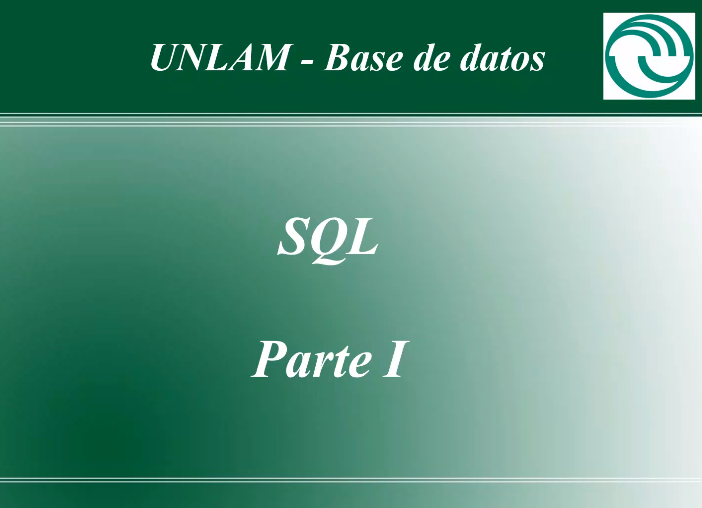 UNLAM - Base de datos
SQL
Parte I